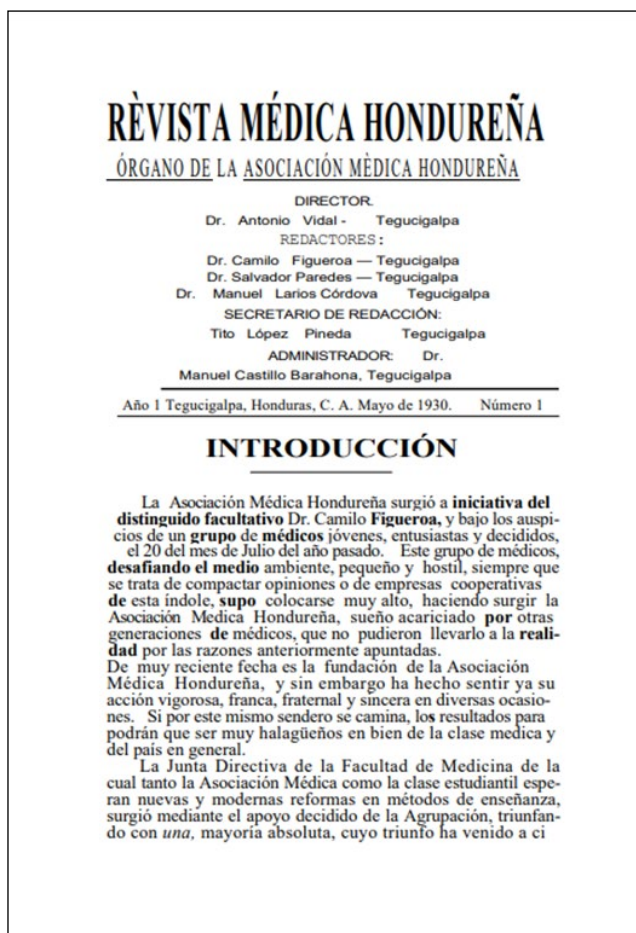 RÈVISTA MÉDICA HONDUREÑA
ÓRGANO DE LA ASOCIACIÓN MÈDICA HONDUREÑA
DIRECTOR.
Dr. Antonio Vidal - Tegucigalpa
REDACTORES:
Dr. Camilo Figueroa — Tegucigalpa
Dr. Salvador Paredes — Tegucigalpa
Dr. Manuel Larios Córdova Tegucigalpa
SECRETARIO DE REDACCIÓN:
Tito López Pineda Tegucigalpa
ADMINISTRADOR: Dr.
Manuel Castillo Barahona, Tegucigalpa
Año 1 Tegucigalpa, Honduras, C. A. Mayo de 1930. Número 1
INTRODUCCIÓN
La Asociación Médica Hondureña surgió a iniciativa del
distinguido facultativo Dr. Camilo Figueroa, y bajo los auspi-
cios de un grupo de médicos jóvenes, entusiastas y decididos,
el 20 del mes de Julio del año pasado. Este grupo de médicos,
desafiando el medio ambiente, pequeño y hostil, siempre que
se trata de compactar opiniones o de empresas cooperativas
de esta índole, supo colocarse muy alto, haciendo surgir la
Asociación Medica Hondureña, sueño acariciado por otras
generaciones de médicos, que no pudieron llevarlo a la reali-
dad por las razones anteriormente apuntadas.
De muy reciente fecha es la fundación de la Asociación
Médica Hondureña, y sin embargo ha hecho sentir ya su
acción vigorosa, franca, fraternal y sincera en diversas ocasio-
nes. Si por este mismo sendero se camina, los resultados para
podrán que ser muy halagüeños en bien de la clase medica y
del país en general.
La Junta Directiva de la Facultad de Medicina de la
cual tanto la Asociación Médica como la clase estudiantil espe-
ran nuevas y modernas reformas en métodos de enseñanza,
surgió mediante el apoyo decidido de la Agrupación, triunfan-
do con una, mayoría absoluta, cuyo triunfo ha venido a ci